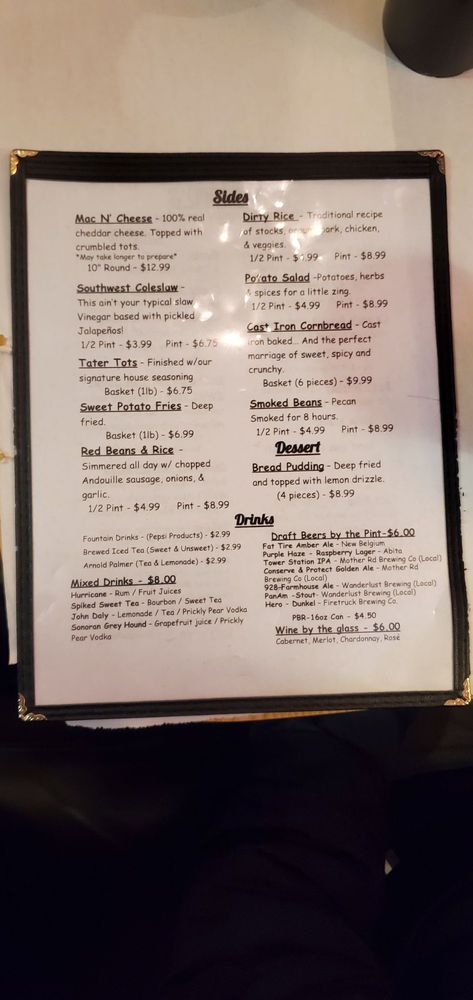 Sides
Mac N' Cheese - 100% real
cheddar cheese. Topped with
crumbled tots.
*May take longer to prepare*
10" Round - $12.99
Southwest Coleslaw -
This ain't your typical slaw
Vinegar based with pickled
Jalapeños!
1/2 Pint - $3.99 Pint - $6.75
Tater Tots - Finished w/our
signature house seasoning
Basket (1lb) - $6.75
Sweet Potato Fries - Deep
fried.
Basket (1lb) - $6.99
Red Beans & Rice -
Simmered all day w/ chopped
Andouille sausage, onions, &
garlic.
1/2 Pint - $4.99 Pint - $8.99
Dirty Rice - Traditional recipe
of stocks, pork, chicken,
& veggies.
1/2 Pint - Pint - $8.99
Potato Salad -Potatoes, herbs
& spices for a little zing.
1/2 Pint - $4.99 Pint - $8.99
Cast Iron Cornbread - Cast
iron baked... And the perfect
marriage of sweet, spicy and
crunchy.
Basket (6 pieces) - $9.99
Smoked Beans - Pecan
Smoked for 8 hours.
1/2 Pint - $4.99 Pint - $8.99
Dessert
Bread Pudding - Deep fried
and topped with lemon drizzle.
(4 pieces) - $8.99
Drinks
Fountain Drinks - (Pepsi Products) - $2.99
Brewed Iced Tea (Sweet & Unsweet) - $2.99
Arnold Palmer (Tea & Lemonade) - $2.99
Mixed Drinks - $8.00
Hurricane - Rum / Fruit Juices
Spiked Sweet Tea - Bourbon / Sweet Tea
John Daly - Lemonade / Tea / Prickly Pear Vodka
Sonoran Grey Hound - Grapefruit juice / Prickly
Pear Vodka
Draft Beers by the Pint-$6.00
Fat Tire Amber Ale - New Belgium
Purple Haze - Raspberry Lager - Abita
Tower Station IPA - Mother Rd Brewing Co (Local)
Conserve & Protect Golden Ale - Mother Rd
Brewing Co (Local)
928-Farmhouse Ale - Wanderlust Brewing (Local)
PanAm -Stout- Wanderlust Brewing (Local)
Hero - Dunkel - Firetruck Brewing Co.
PBR-16oz Can - $4.50
Wine by the glass - $6.00
Cabernet, Merlot, Chardonnay, Rosé